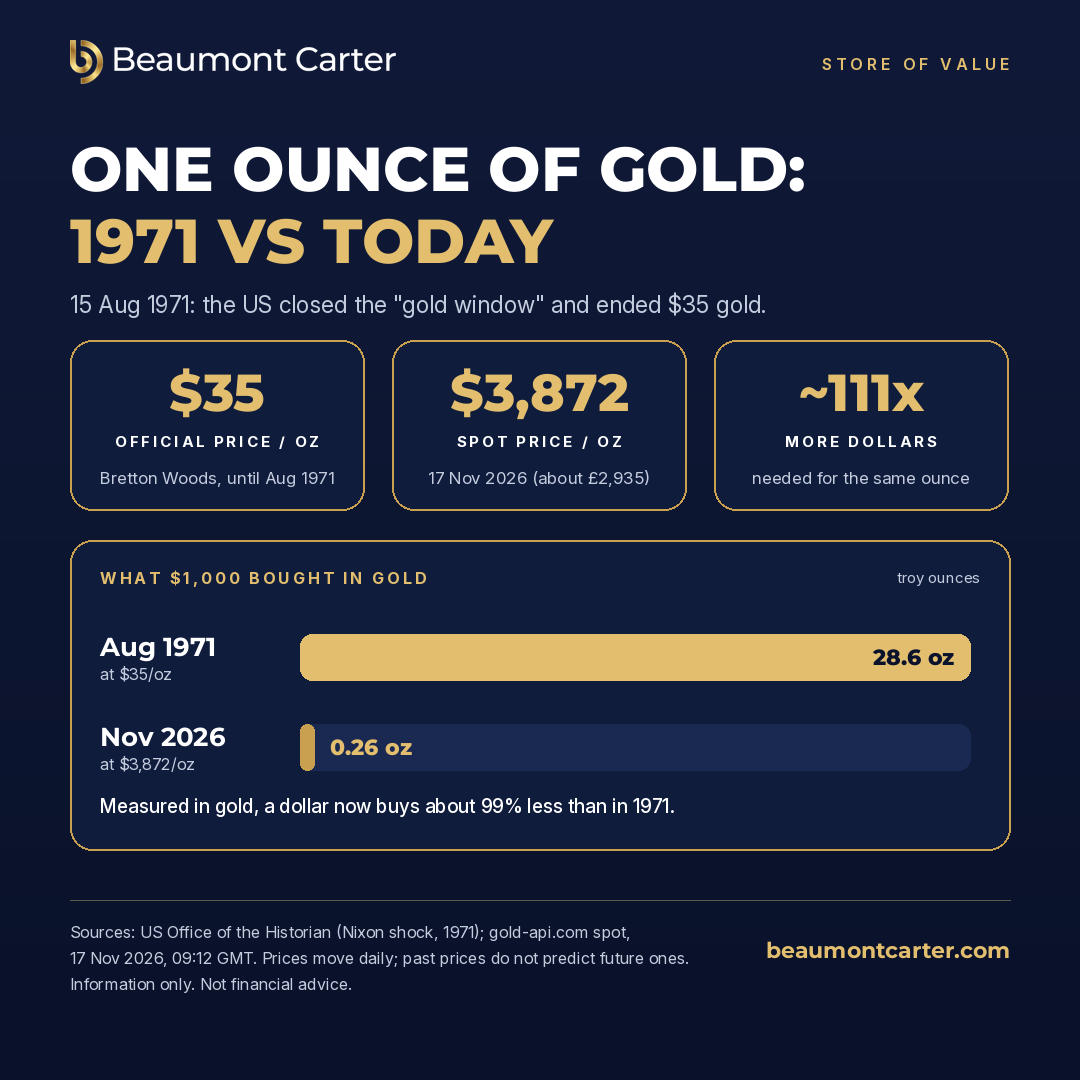 Beaumont Carter
STORE OF VALUE
ONE OUNCE OF GOLD:
1971 VS TODAY
15 Aug 1971: the US closed the "gold window" and ended $35 gold.
$35
OFFICIAL PRICE / OZ
Bretton Woods, until Aug 1971
$3,872
SPOT PRICE / OZ
17 Nov 2026 (about £2,935)
~111x
MORE DOLLARS
needed for the same ounce
WHAT $1,000 BOUGHT IN GOLD
troy ounces
Aug 1971
at $35/oz
28.6 oz
Nov 2026
at $3,872/oz
0.26 oz
Measured in gold, a dollar now buys about 99% less than in 1971.
Sources: US Office of the Historian (Nixon shock, 1971); gold-api.com spot,
17 Nov 2026, 09:12 GMT. Prices move daily; past prices do not predict future ones.
Information only. Not financial advice.
beaumontcarter.com